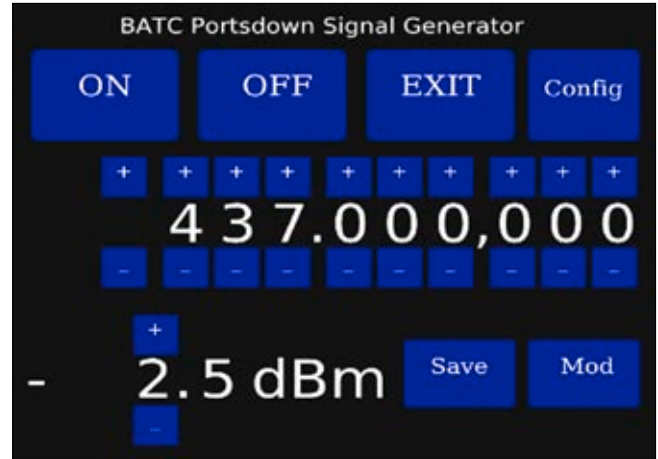 BATC Portsdown Signal Generator
ON OFF EXIT Config
+ + + + + + + + + +
437.000,000
- - - - - - - - - -
+
- 2.5 dBm Save Mod
-